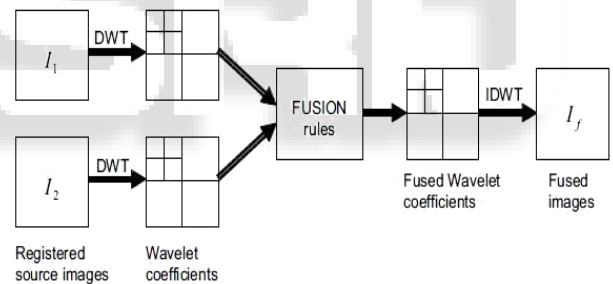 DWT
I1
FUSION
rules
IDWT
If
DWT
I2
Fused Wavelet
coefficients
Fused
images
Registered
source images
Wavelet
coefficients